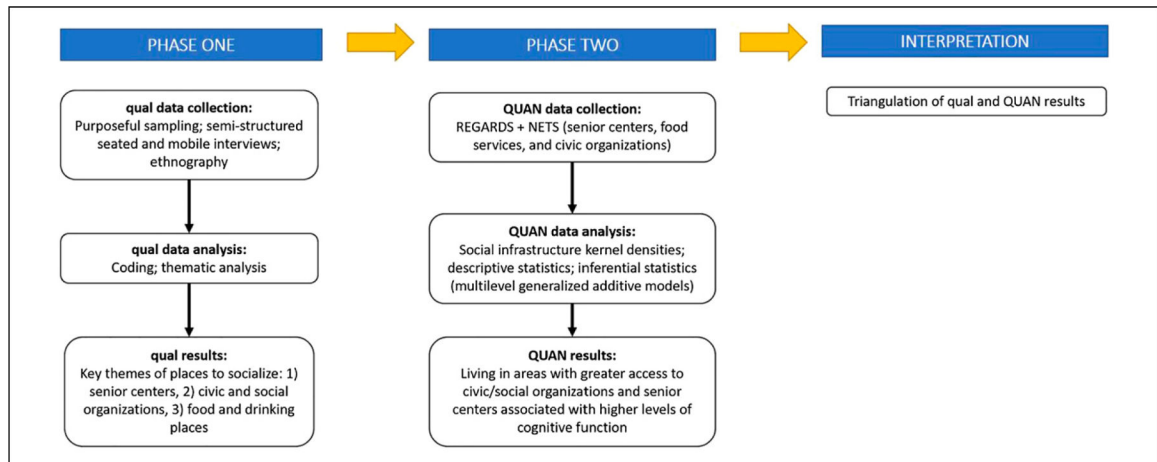 PHASE ONE
PHASE TWO
INTERPRETATION
qual data collection:
Purposeful sampling; semi-structured
seated and mobile interviews;
ethnography
qual data analysis:
Coding; thematic analysis
qual results:
Key themes of places to socialize: 1)
senior centers, 2) civic and social
organizations, 3) food and drinking
places
QUAN data collection:
REGARDS + NETS (senior centers, food
services, and civic organizations)
QUAN data analysis:
Social infrastructure kernel densities;
descriptive statistics; inferential statistics
(multilevel generalized additive models)
QUAN results:
Living in areas with greater access to
civic/social organizations and senior
centers associated with higher levels of
cognitive function
Triangulation of qual and QUAN results